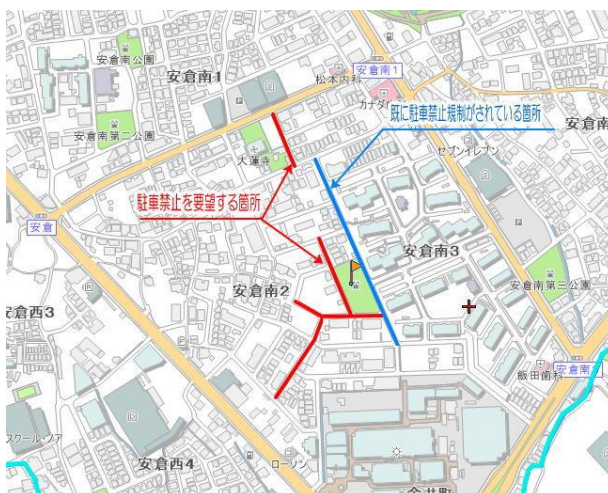 安倉南公園
安倉南1
松本内科
安倉南1
カナダ
既に駐車禁止規制がされている箇所
安倉南
安倉南第二公園
大蓮寺
セブンイレブン
駐車禁止を要望する箇所
安倉
安倉南3
安倉南2
安倉南第三公園
安倉西3
飯田歯科
安倉南
スクール・ノア
安倉西4
ローソン
金井町